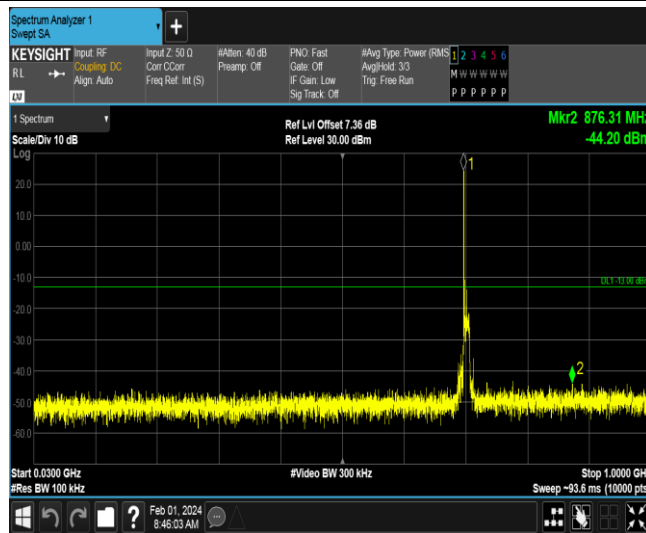 Spectrum Analyzer 1
Swept SA
+
KEYSIGHT
RL
LXI
Input: RF
Coupling: DC
Align: Auto
Input Z: 50 Ω
Corr CCorr
Freq Ref: Int (S)
#Atten: 40 dB
Preamp: Off
PNO: Fast
Gate: Off
IF Gain: Low
Sig Track: Off
#Avg Type: Power (RMS
Avg|Hold: 3/3
Trig: Free Run
1 2 3 4 5 6
M W W W W W
P P P P P P
1 Spectrum
Scale/Div 10 dB
Log
Ref Lvl Offset 7.36 dB
Ref Level 30.00 dBm
Mkr2 876.31 MHz
-44.20 dBm
1
20.0
10.0
0.00
-10.0
DL1 -13.00 dBm
-20.0
-30.0
-40.0
2
-50.0
-60.0
Start 0.0300 GHz
#Video BW 300 kHz
Stop 1.0000 GH
#Res BW 100 kHz
Sweep ~93.6 ms (10000 pts
?
Feb 01, 2024
8:46:03 AM